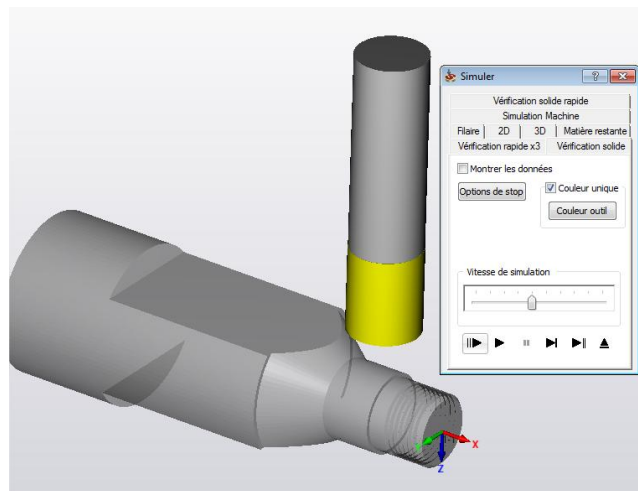 Simuler
Vérification solide rapide
Simulation Machine
Filaire 2D 3D Matière restante
Vérification rapide x3 Vérification solide
Montrer les données
Options de stop
Couleur unique
Couleur outil
Vitesse de simulation
X
Z